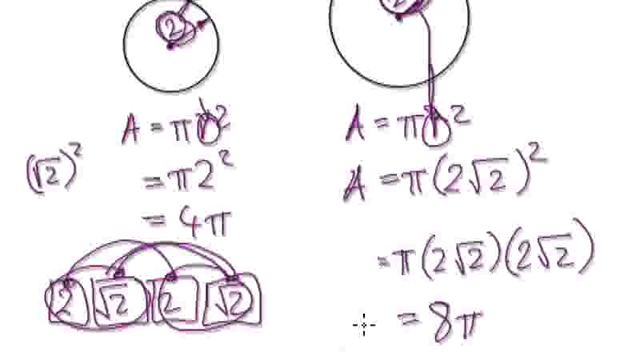 2
A = πr²
= π2²
= 4π
(√2)²
2 √2 2 √2
2
A = πr²
A = π(2√2)²
= π(2√2)(2√2)
= 8π